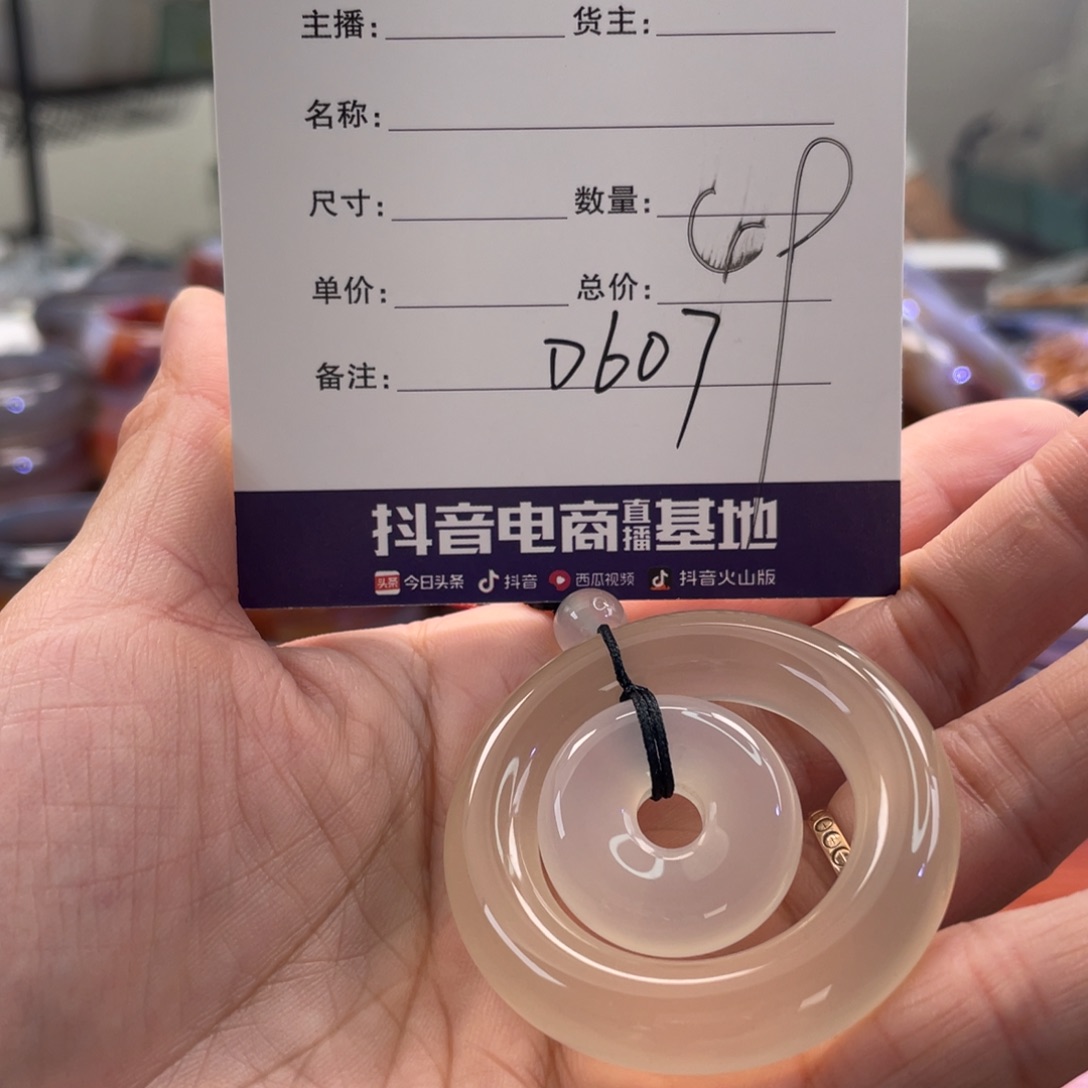 主播: 货主:
名称:
尺寸: 数量:
单价: 总价:
D607
备注:
抖音电商直播基地
头条 今日头条 抖音 西瓜视频 抖音火山版